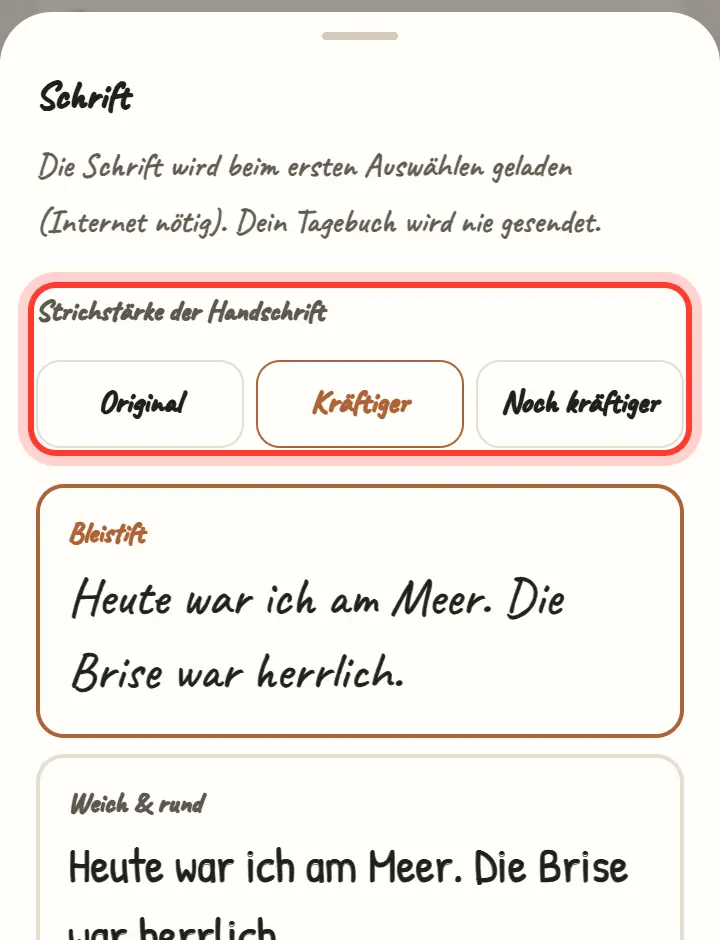 Schrift
Die Schrift wird beim ersten Auswählen geladen
(Internet nötig). Dein Tagebuch wird nie gesendet.
Strichstärke der Handschrift
Original
Kräftiger
Noch kräftiger
Bleistift
Heute war ich am Meer. Die
Brise war herrlich.
Weich & rund
Heute war ich am Meer. Die Brise
war herrlich.